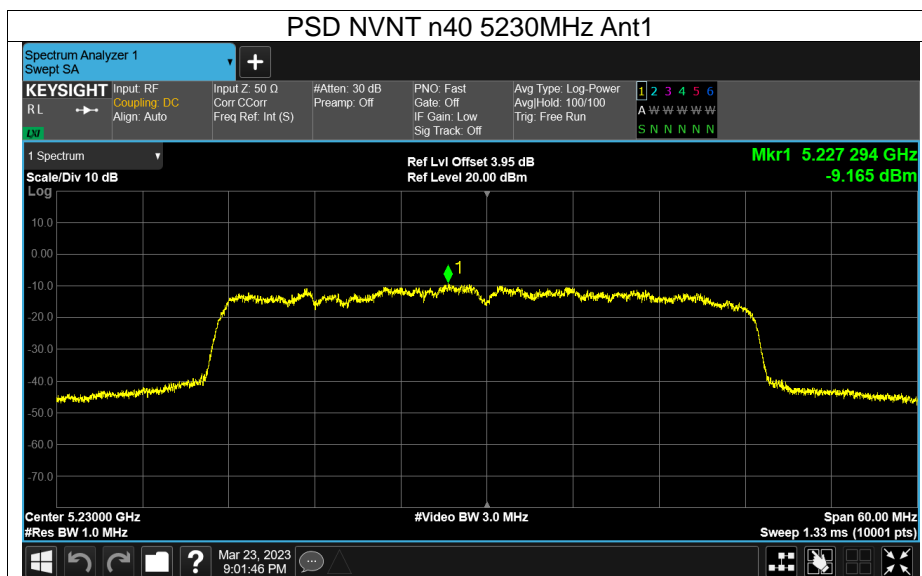 PSD NVNT n40 5230MHz Ant1
Spectrum Analyzer 1
Swept SA
KEYSIGHT
RL
LXI
Input: RF
Coupling: DC
Align: Auto
Input Z: 50 Ω
Corr CCorr
Freq Ref: Int (S)
#Atten: 30 dB
Preamp: Off
PNO: Fast
Gate: Off
IF Gain: Low
Sig Track: Off
Avg Type: Log-Power
Avg|Hold: 100/100
Trig: Free Run
1 2 3 4 5 6
A W W W W W
S N N N N N
1 Spectrum
Scale/Div 10 dB
Ref Lvl Offset 3.95 dB
Ref Level 20.00 dBm
Mkr1 5.227 294 GHz
-9.165 dBm
Log
10.0
0.00
-10.0
-20.0
-30.0
-40.0
-50.0
-60.0
-70.0
1
Center 5.23000 GHz
#Res BW 1.0 MHz
#Video BW 3.0 MHz
Span 60.00 MHz
Sweep 1.33 ms (10001 pts)
?
Mar 23, 2023
9:01:46 PM